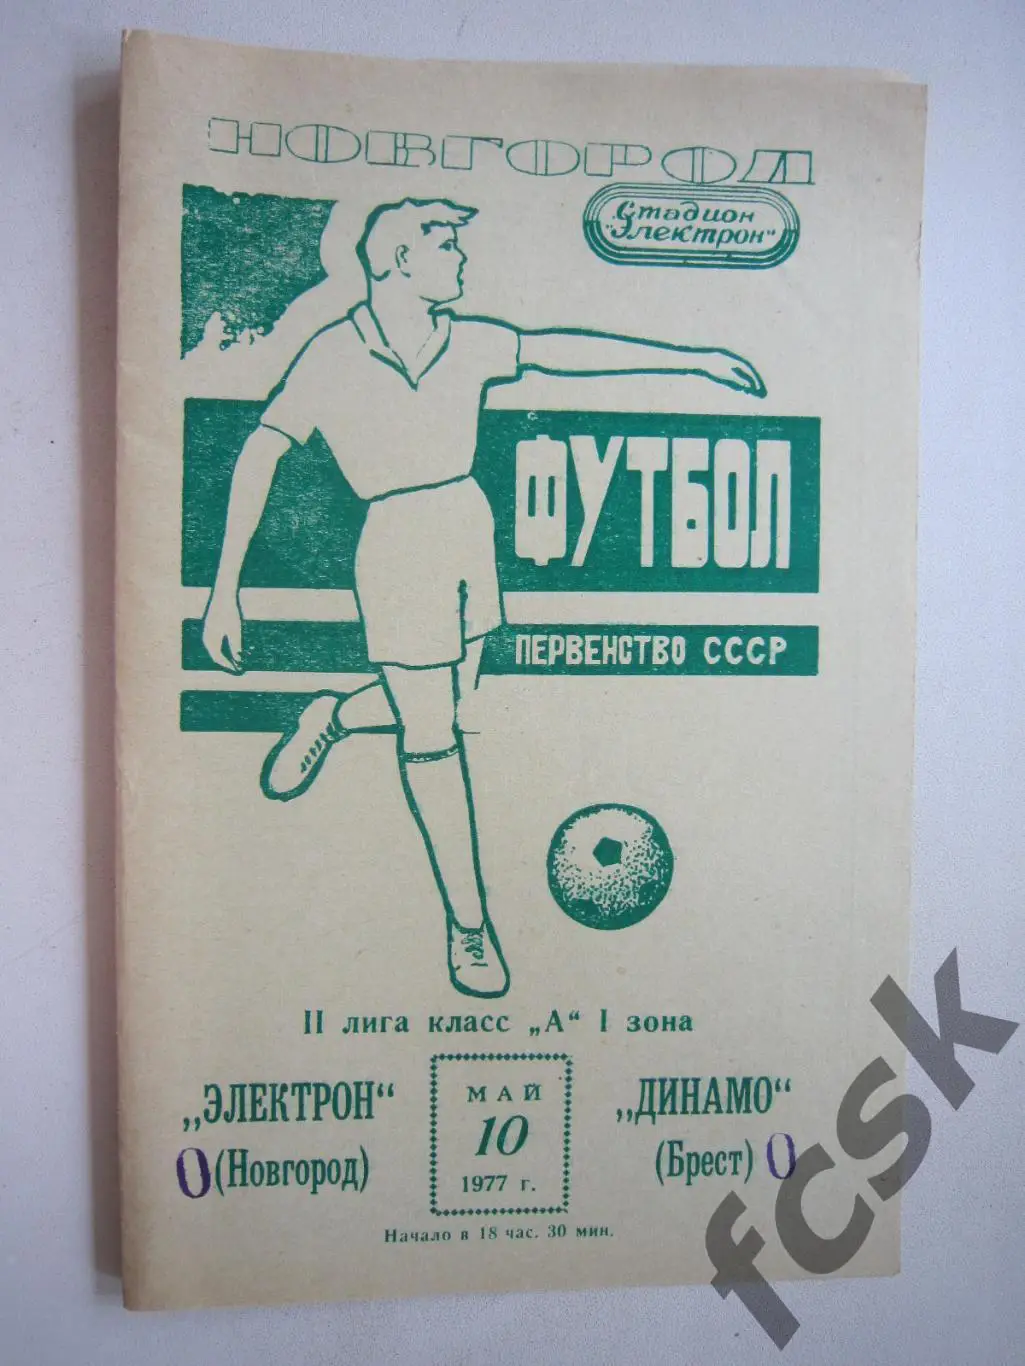 НОВГОРОД
Стадион
"Электрон"
ФУТБОЛ
ПЕРВЕНСТВО СССР
II лига класс „А“ I зона
„ЭЛЕКТРОН“
0 (Новгород)
МАЙ
10
1977 г.
„ДИНАМО“
(Брест) 0
Начало в 18 час. 30 мин.
fcsk